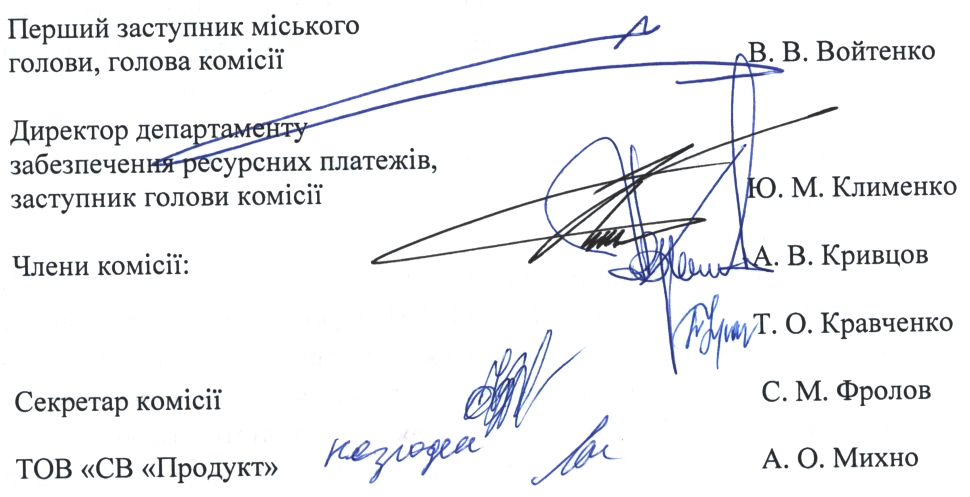 Перший заступник міського
голови, голова комісії В. В. Войтенко
Директор департаменту
забезпечення ресурсних платежів,
заступник голови комісії Ю. М. Клименко
Члени комісії: А. В. Кривцов
Т. О. Кравченко
Секретар комісії С. М. Фролов
ТОВ «СВ «Продукт» А. О. Михно